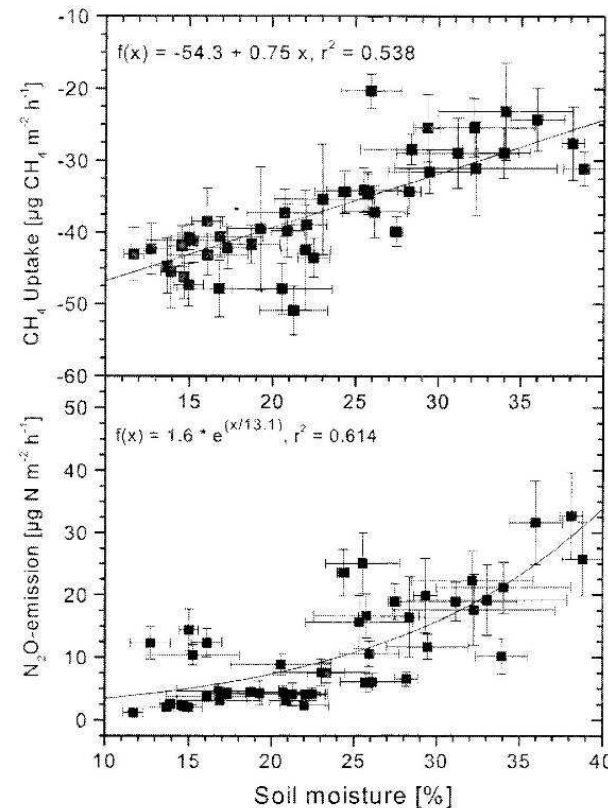 -10
f(x) = -54.3 + 0.75 x, r² = 0.538
-20
-30
-40
-50
-60
CH₄ Uptake [µg CH₄ m⁻² h⁻¹]
15 20 25 30 35
50
f(x) = 1.6 * e^(x/13.1), r² = 0.614
40
30
20
10
0
N₂O-emission [µg N m⁻² h⁻¹]
10 15 20 25 30 35 40
Soil moisture [%]